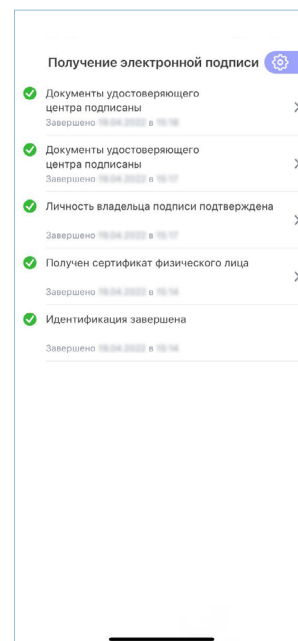 Получение электронной подписи
Документы удостоверяющего
центра подписаны
Завершено в
Документы удостоверяющего
центра подписаны
Завершено в
Личность владельца подписи подтверждена
Завершено в
Получен сертификат физического лица
Завершено в
Идентификация завершена
Завершено в